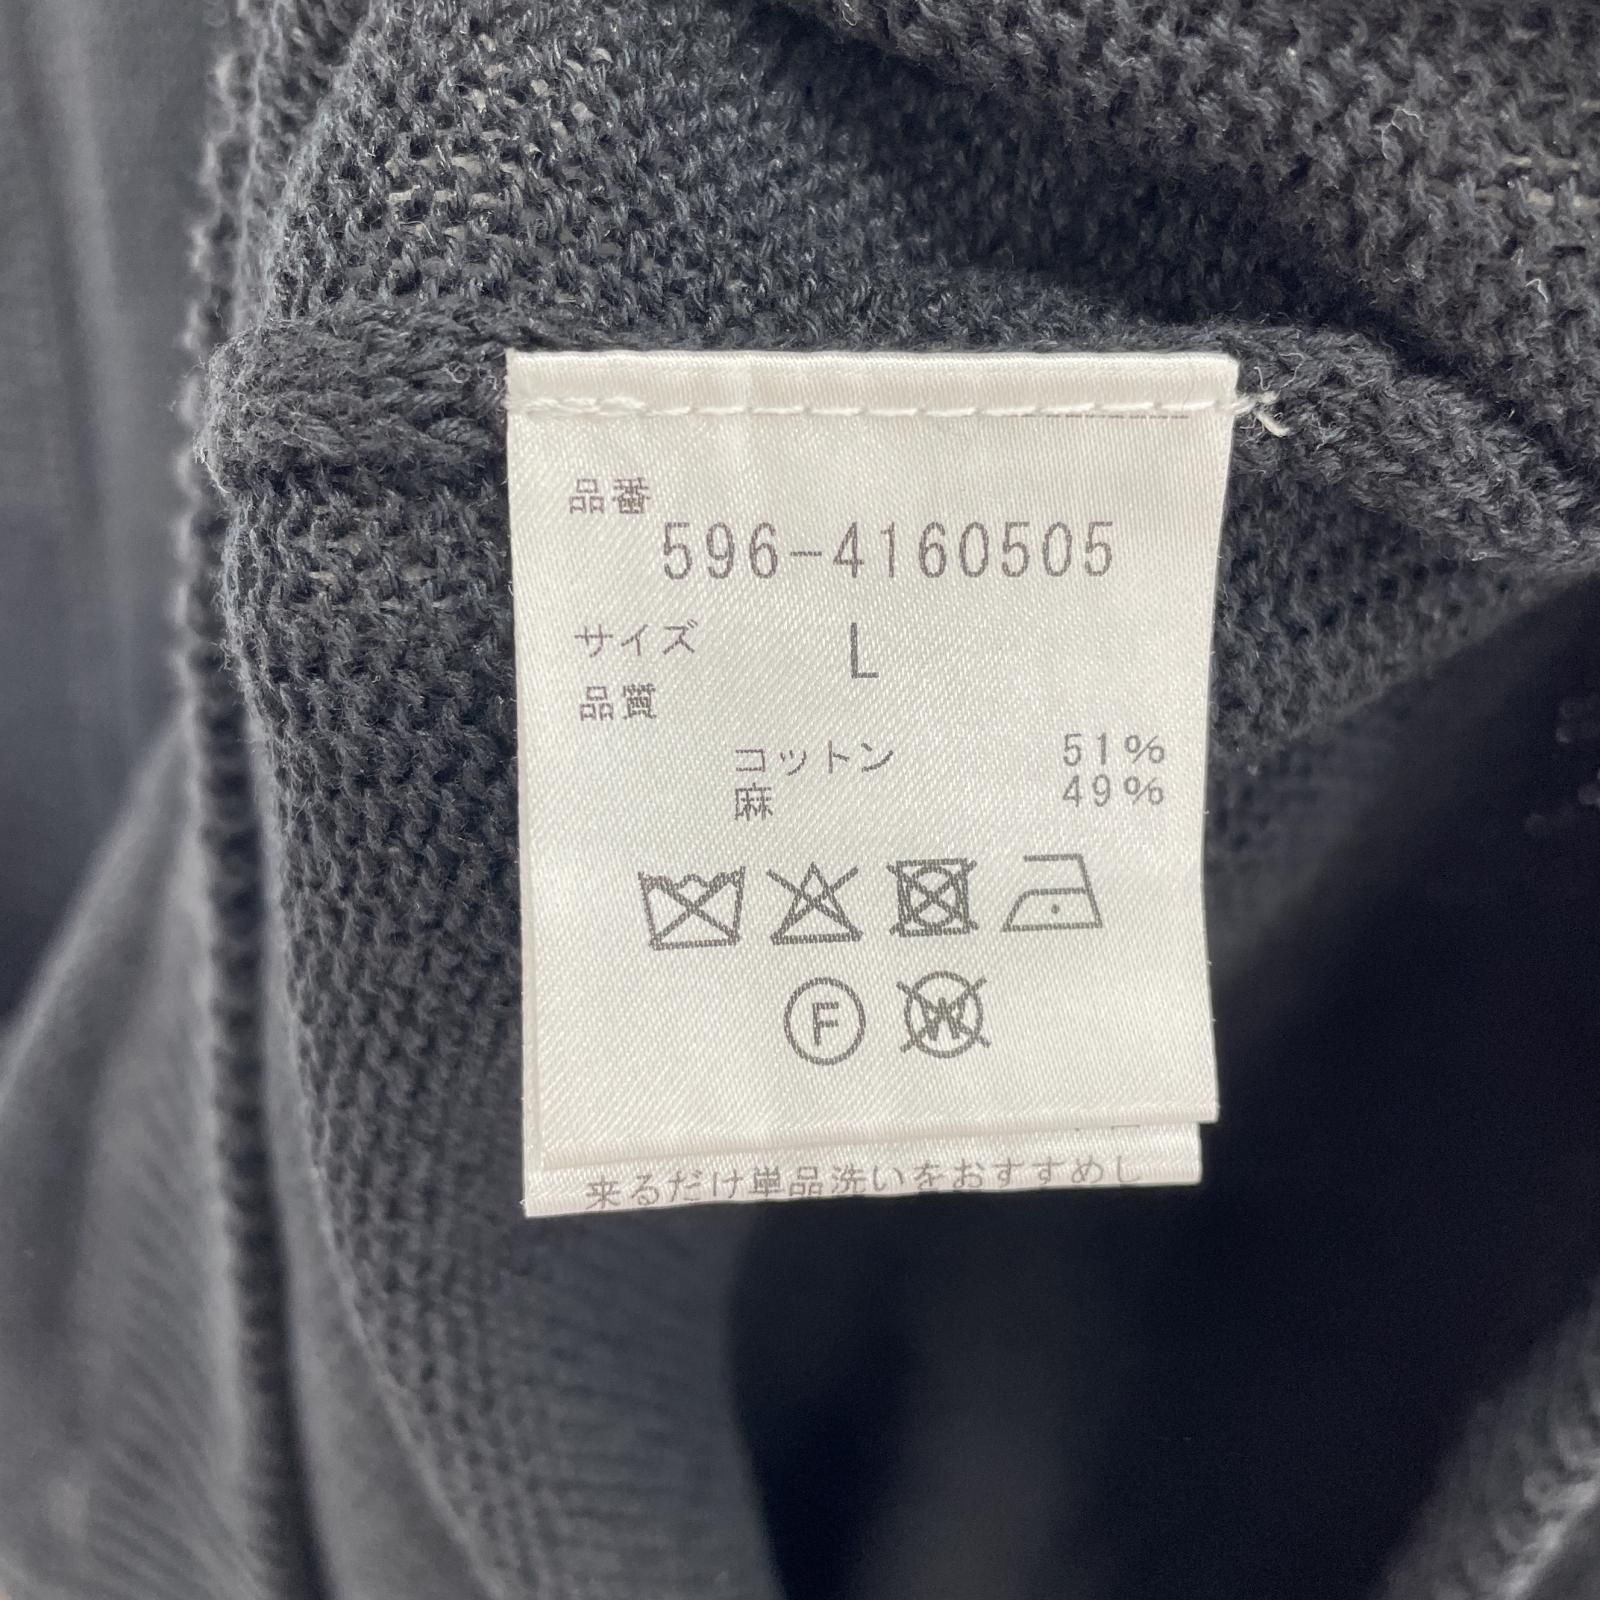 品番
596-4160505
サイズ L
品質
コットン 51%
麻 49%
F W
来るだけ単品洗いをおすすめし